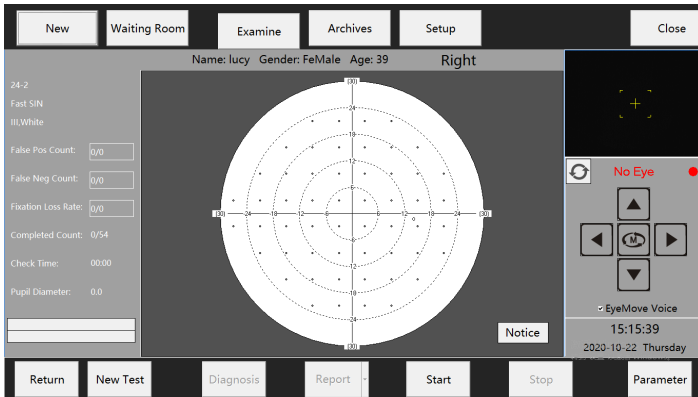 New Waiting Room Examine Archives Setup Close
Name: lucy Gender: FeMale Age: 39 Right
24-2
Fast SIN
III,White
False Pos Count: 0/0
False Neg Count: 0/0
Fixation Loss Rate: 0/0
Completed Count: 0/54
Check Time: 00:00
Pupil Diameter: 0.0
(30)
24
18
12
6
(30) 24 18 12 6 6 12 18 24 (30)
6
12
18
24
(30)
Notice
No Eye
M
EyeMove Voice
15:15:39
2020-10-22 Thursday
Return New Test Diagnosis Report - Start Stop Parameter